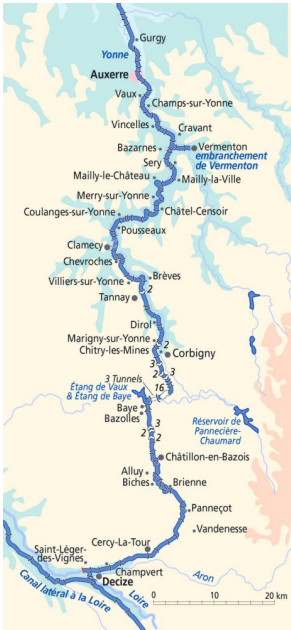 Gurgy
Yonne
Auxerre
Vaux
Champs-sur-Yonne
Vincelles
Cravant
Bazarnes
Vermenton
embranchement
de Vermenton
Sery
Mailly-le-Château
Mailly-la-Ville
Merry-sur-Yonne
Coulanges-sur-Yonne
Châtel-Censoir
Pousseaux
Clamecy
Chevroches
Brèves
Villiers-sur-Yonne
2
Tannay
Dirol
Marigny-sur-Yonne
2
Chitry-les-Mines
Corbigny
3
3
2
3 Tunnels
16
Étang de Vaux
& Étang de Baye
Baye
Bazolles
3
2
2
Réservoir de
Pannecière-
Chaumard
Châtillon-en-Bazois
Alluy
Biches
Brienne
Panneçot
Vandenesse
Cercy-La-Tour
Saint-Léger-
des-Vignes
Champvert
Aron
Decize
Loire
Canal latéral à la Loire
0 10 20 km